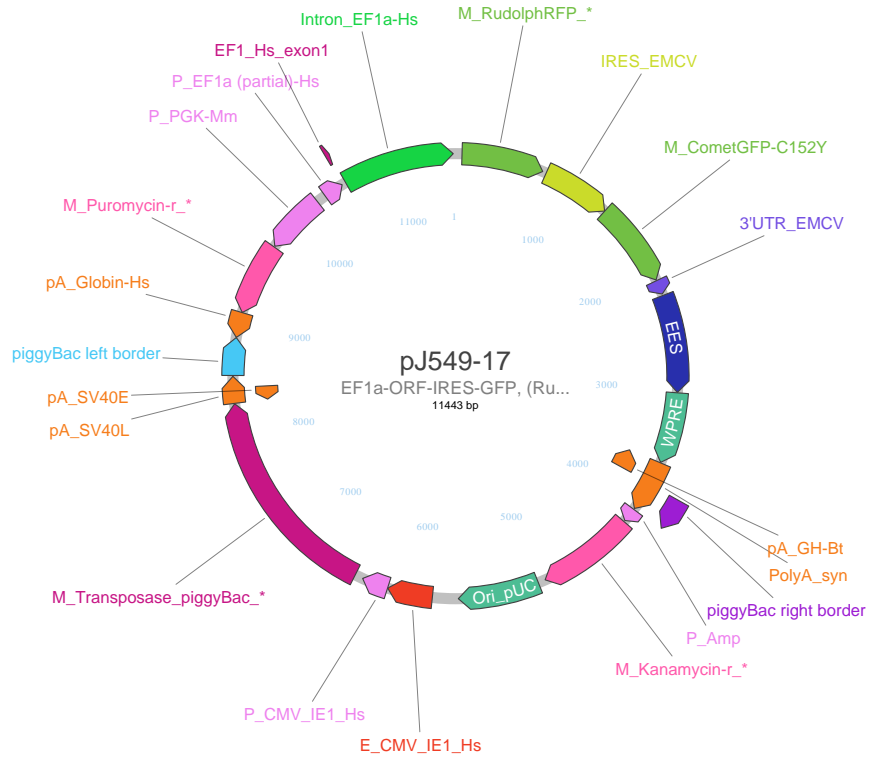 Intron_EF1a-Hs
M_RudolphRFP_*
EF1_Hs_exon1
IRES_EMCV
P_EF1a (partial)-Hs
P_PGK-Mm
M_CometGFP-C152Y
M_Puromycin-r_*
11000
1
3'UTR_EMCV
1000
10000
pA_Globin-Hs
2000
EES
9000
piggyBac left border
pJ549-17
EF1a-ORF-IRES-GFP, (Ru...
3000
pA_SV40E
11443 bp
8000
WPRE
pA_SV40L
4000
7000
5000
6000
pA_GH-Bt
PolyA_syn
M_Transposase_piggyBac_*
Ori_pUC
piggyBac right border
P_Amp
M_Kanamycin-r_*
P_CMV_IE1_Hs
E_CMV_IE1_Hs